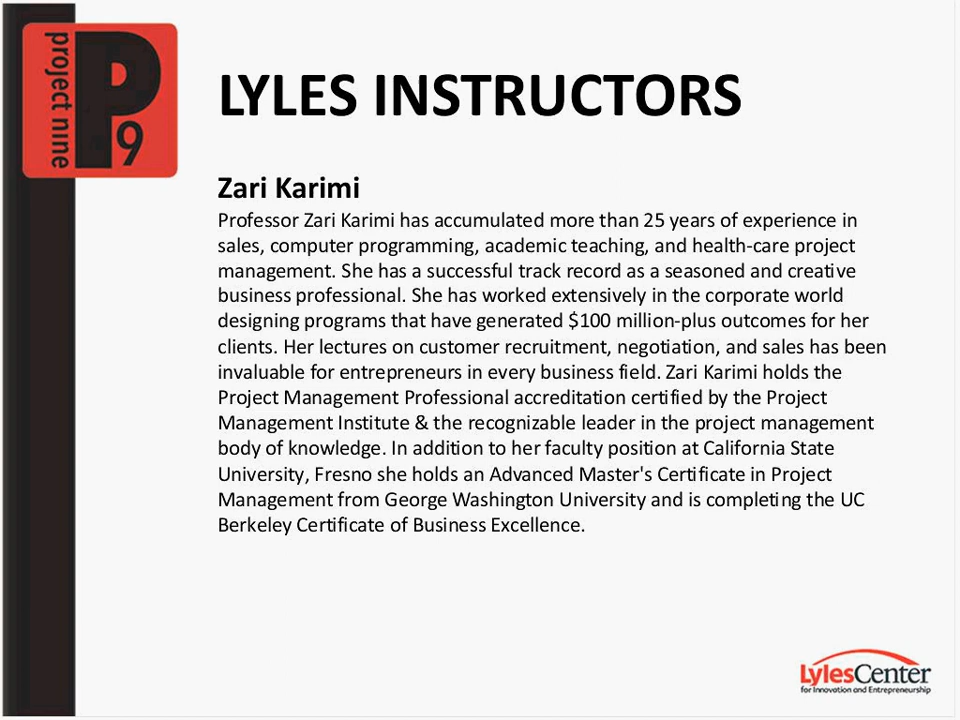 project nine
P
9
LYLES INSTRUCTORS
Zari Karimi
Professor Zari Karimi has accumulated more than 25 years of experience in
sales, computer programming, academic teaching, and health-care project
management. She has a successful track record as a seasoned and creative
business professional. She has worked extensively in the corporate world
designing programs that have generated $100 million-plus outcomes for her
clients. Her lectures on customer recruitment, negotiation, and sales has been
invaluable for entrepreneurs in every business field. Zari Karimi holds the
Project Management Professional accreditation certified by the Project
Management Institute & the recognizable leader in the project management
body of knowledge. In addition to her faculty position at California State
University, Fresno she holds an Advanced Master's Certificate in Project
Management from George Washington University and is completing the UC
Berkeley Certificate of Business Excellence.
LylesCenter
for Innovation and Entrepreneurship